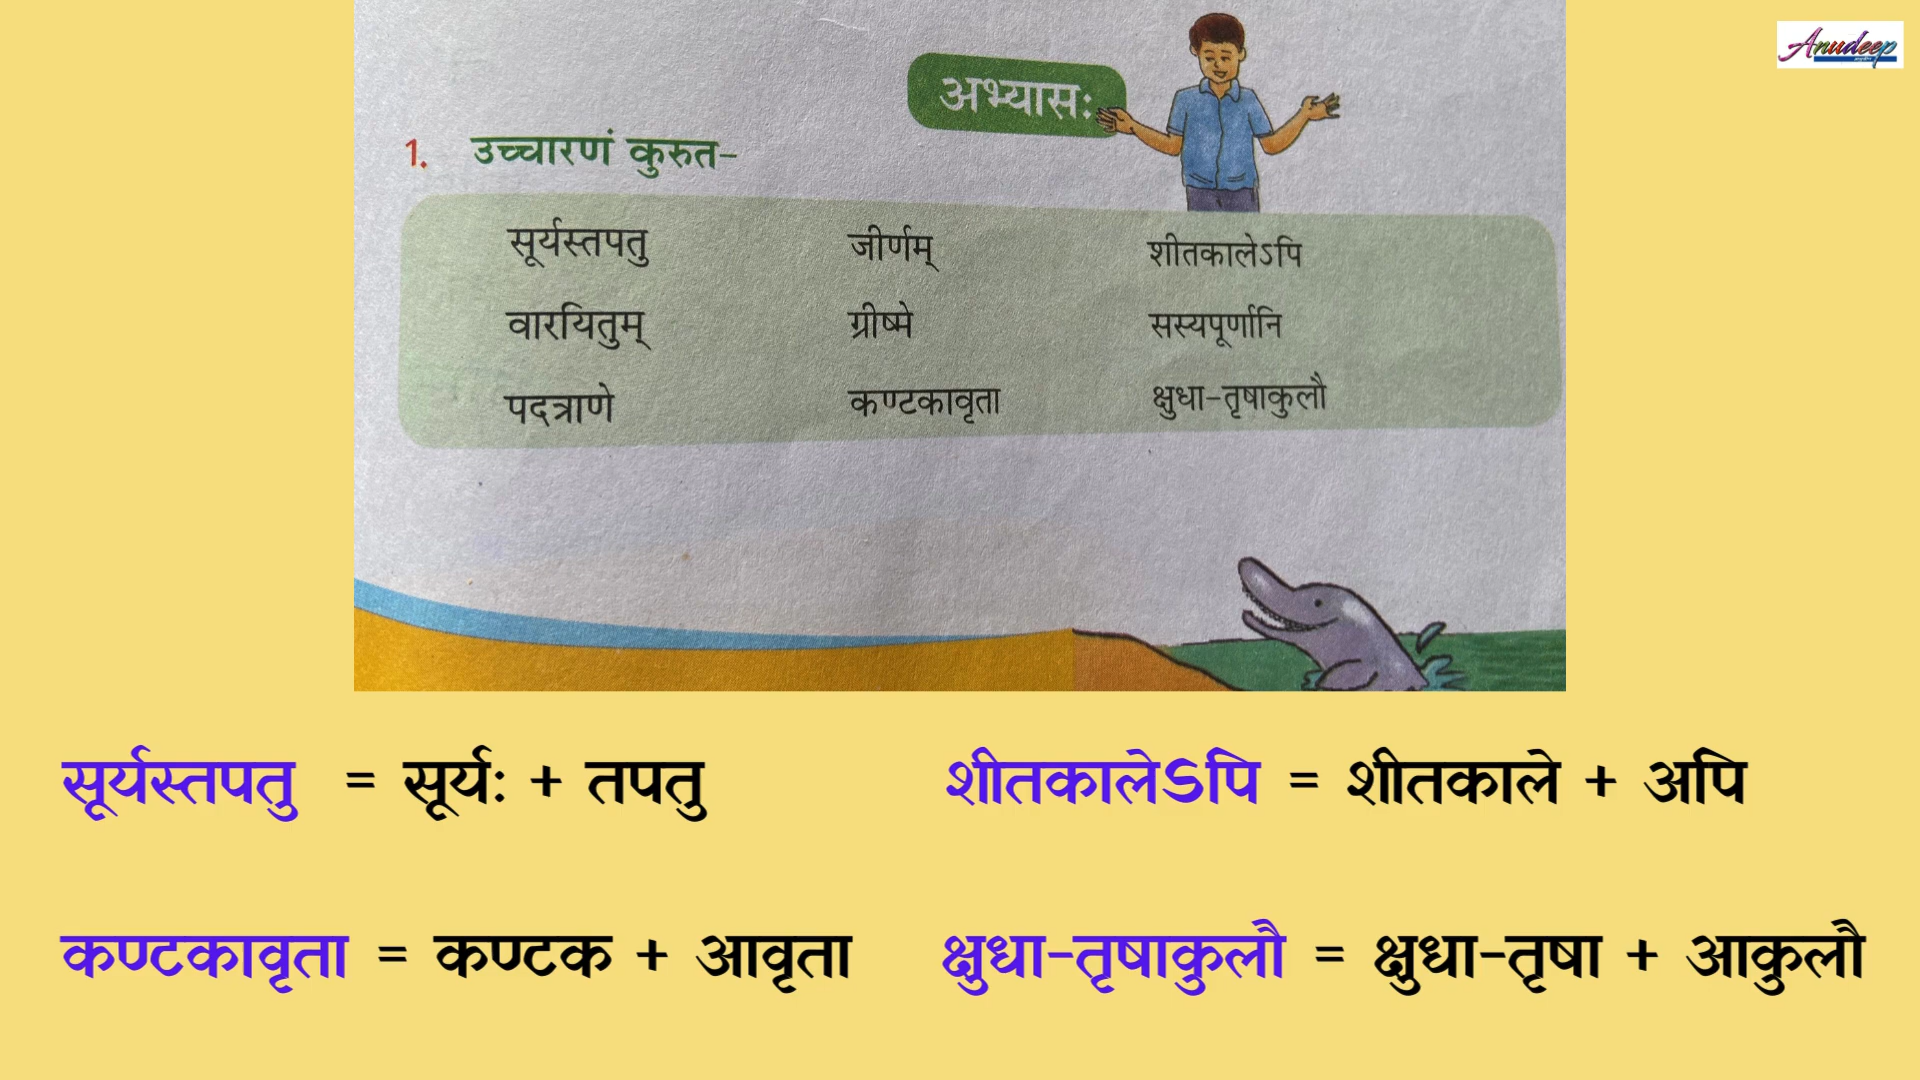 Anudeep
अभ्यासः
1. उच्चारणं कुरुत-
सूर्यस्तपतु जीर्णम् शीतकालेऽपि
वारयितुम् ग्रीष्मे सस्यपूर्णानि
पदत्राणे कण्टकावृता क्षुधा-तृषाकुलौ
सूर्यस्तपतु = सूर्यः + तपतु शीतकालेऽपि = शीतकाले + अपि
कण्टकावृता = कण्टक + आवृता क्षुधा-तृषाकुलौ = क्षुधा-तृषा + आकुलौ